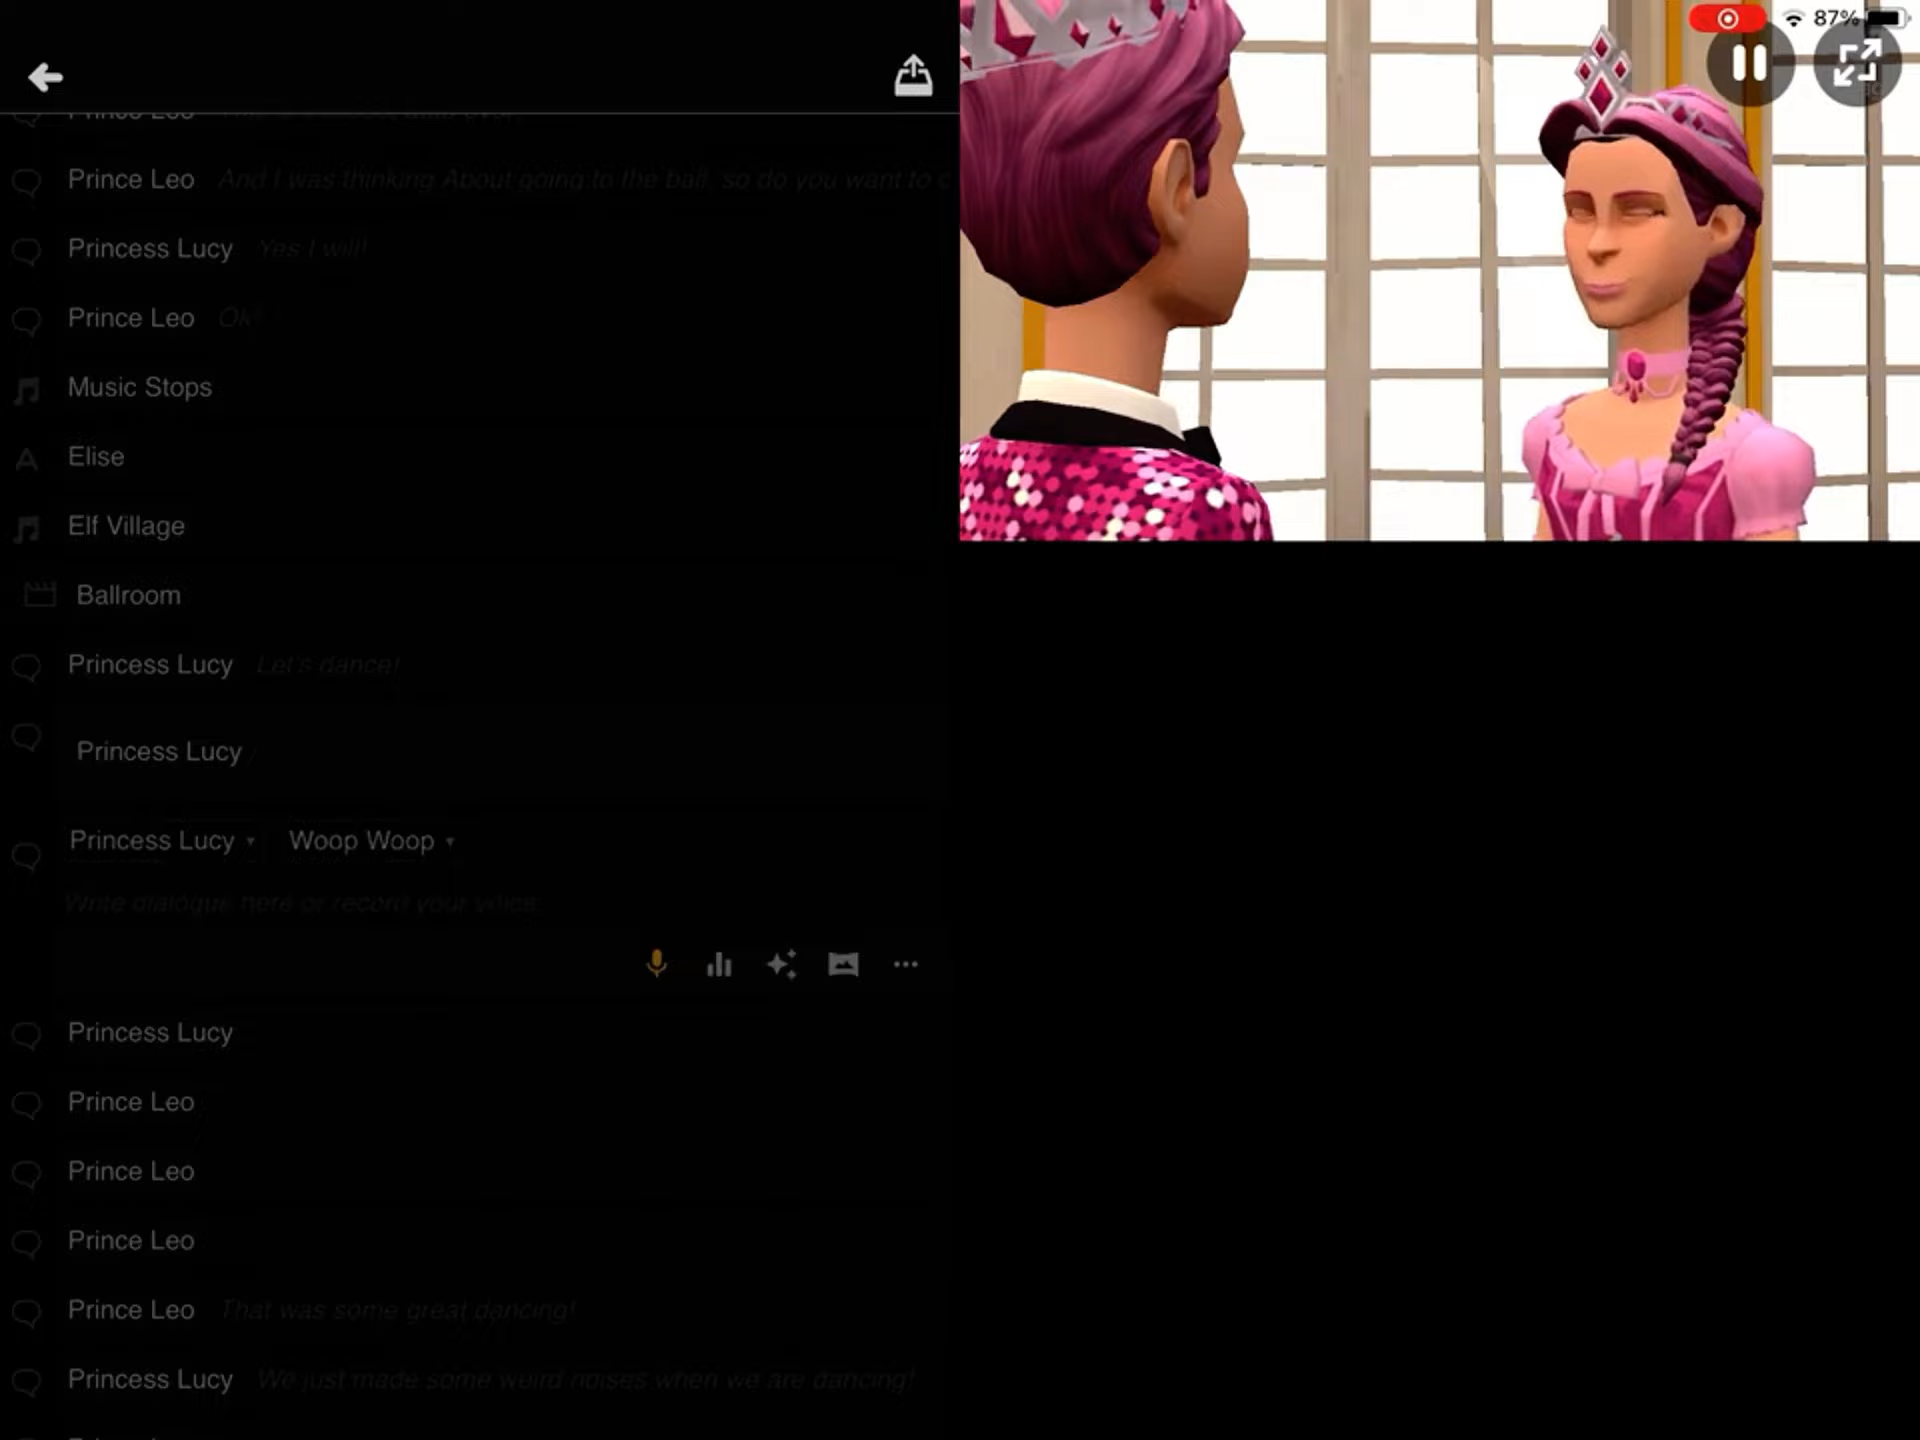 87%
Prince Leo
Prince Leo And I was thinking About going to the ball, so do you want to c
Princess Lucy Yes I will!
Prince Leo Ok!
Music Stops
Elise
Elf Village
Ballroom
Princess Lucy Let's dance!
Princess Lucy
Princess Lucy Woop Woop
Write dialogue here or record your voice.
Princess Lucy
Prince Leo
Prince Leo
Prince Leo
Prince Leo That was some great dancing!
Princess Lucy We just made some weird noises when we are dancing!